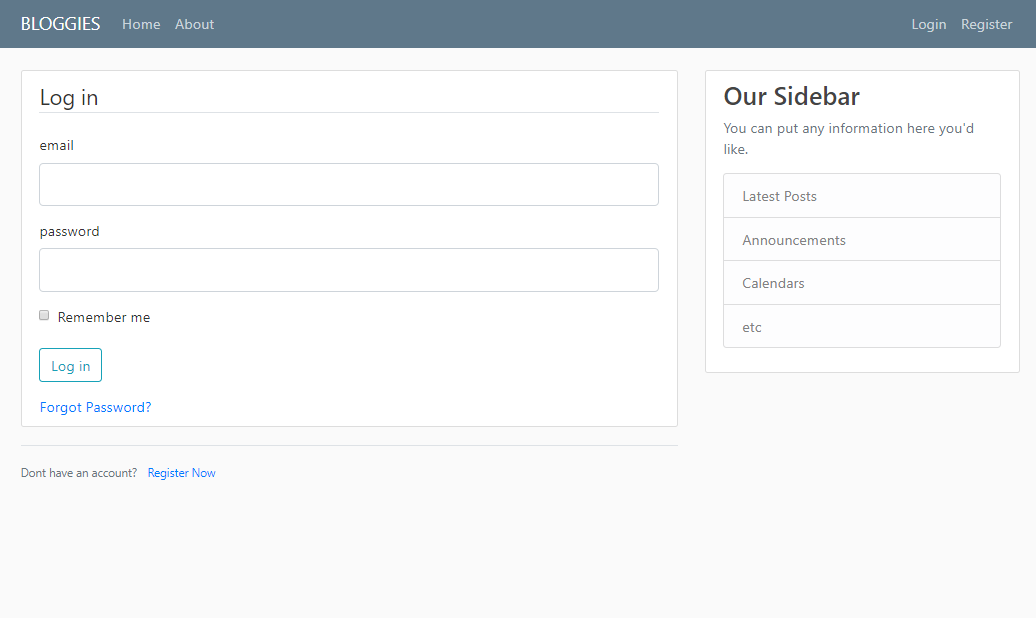 BLOGGIES Home About Login Register
Log in
email
password
Remember me
Log in
Forgot Password?
Dont have an account? Register Now
Our Sidebar
You can put any information here you'd
like.
Latest Posts
Announcements
Calendars
etc